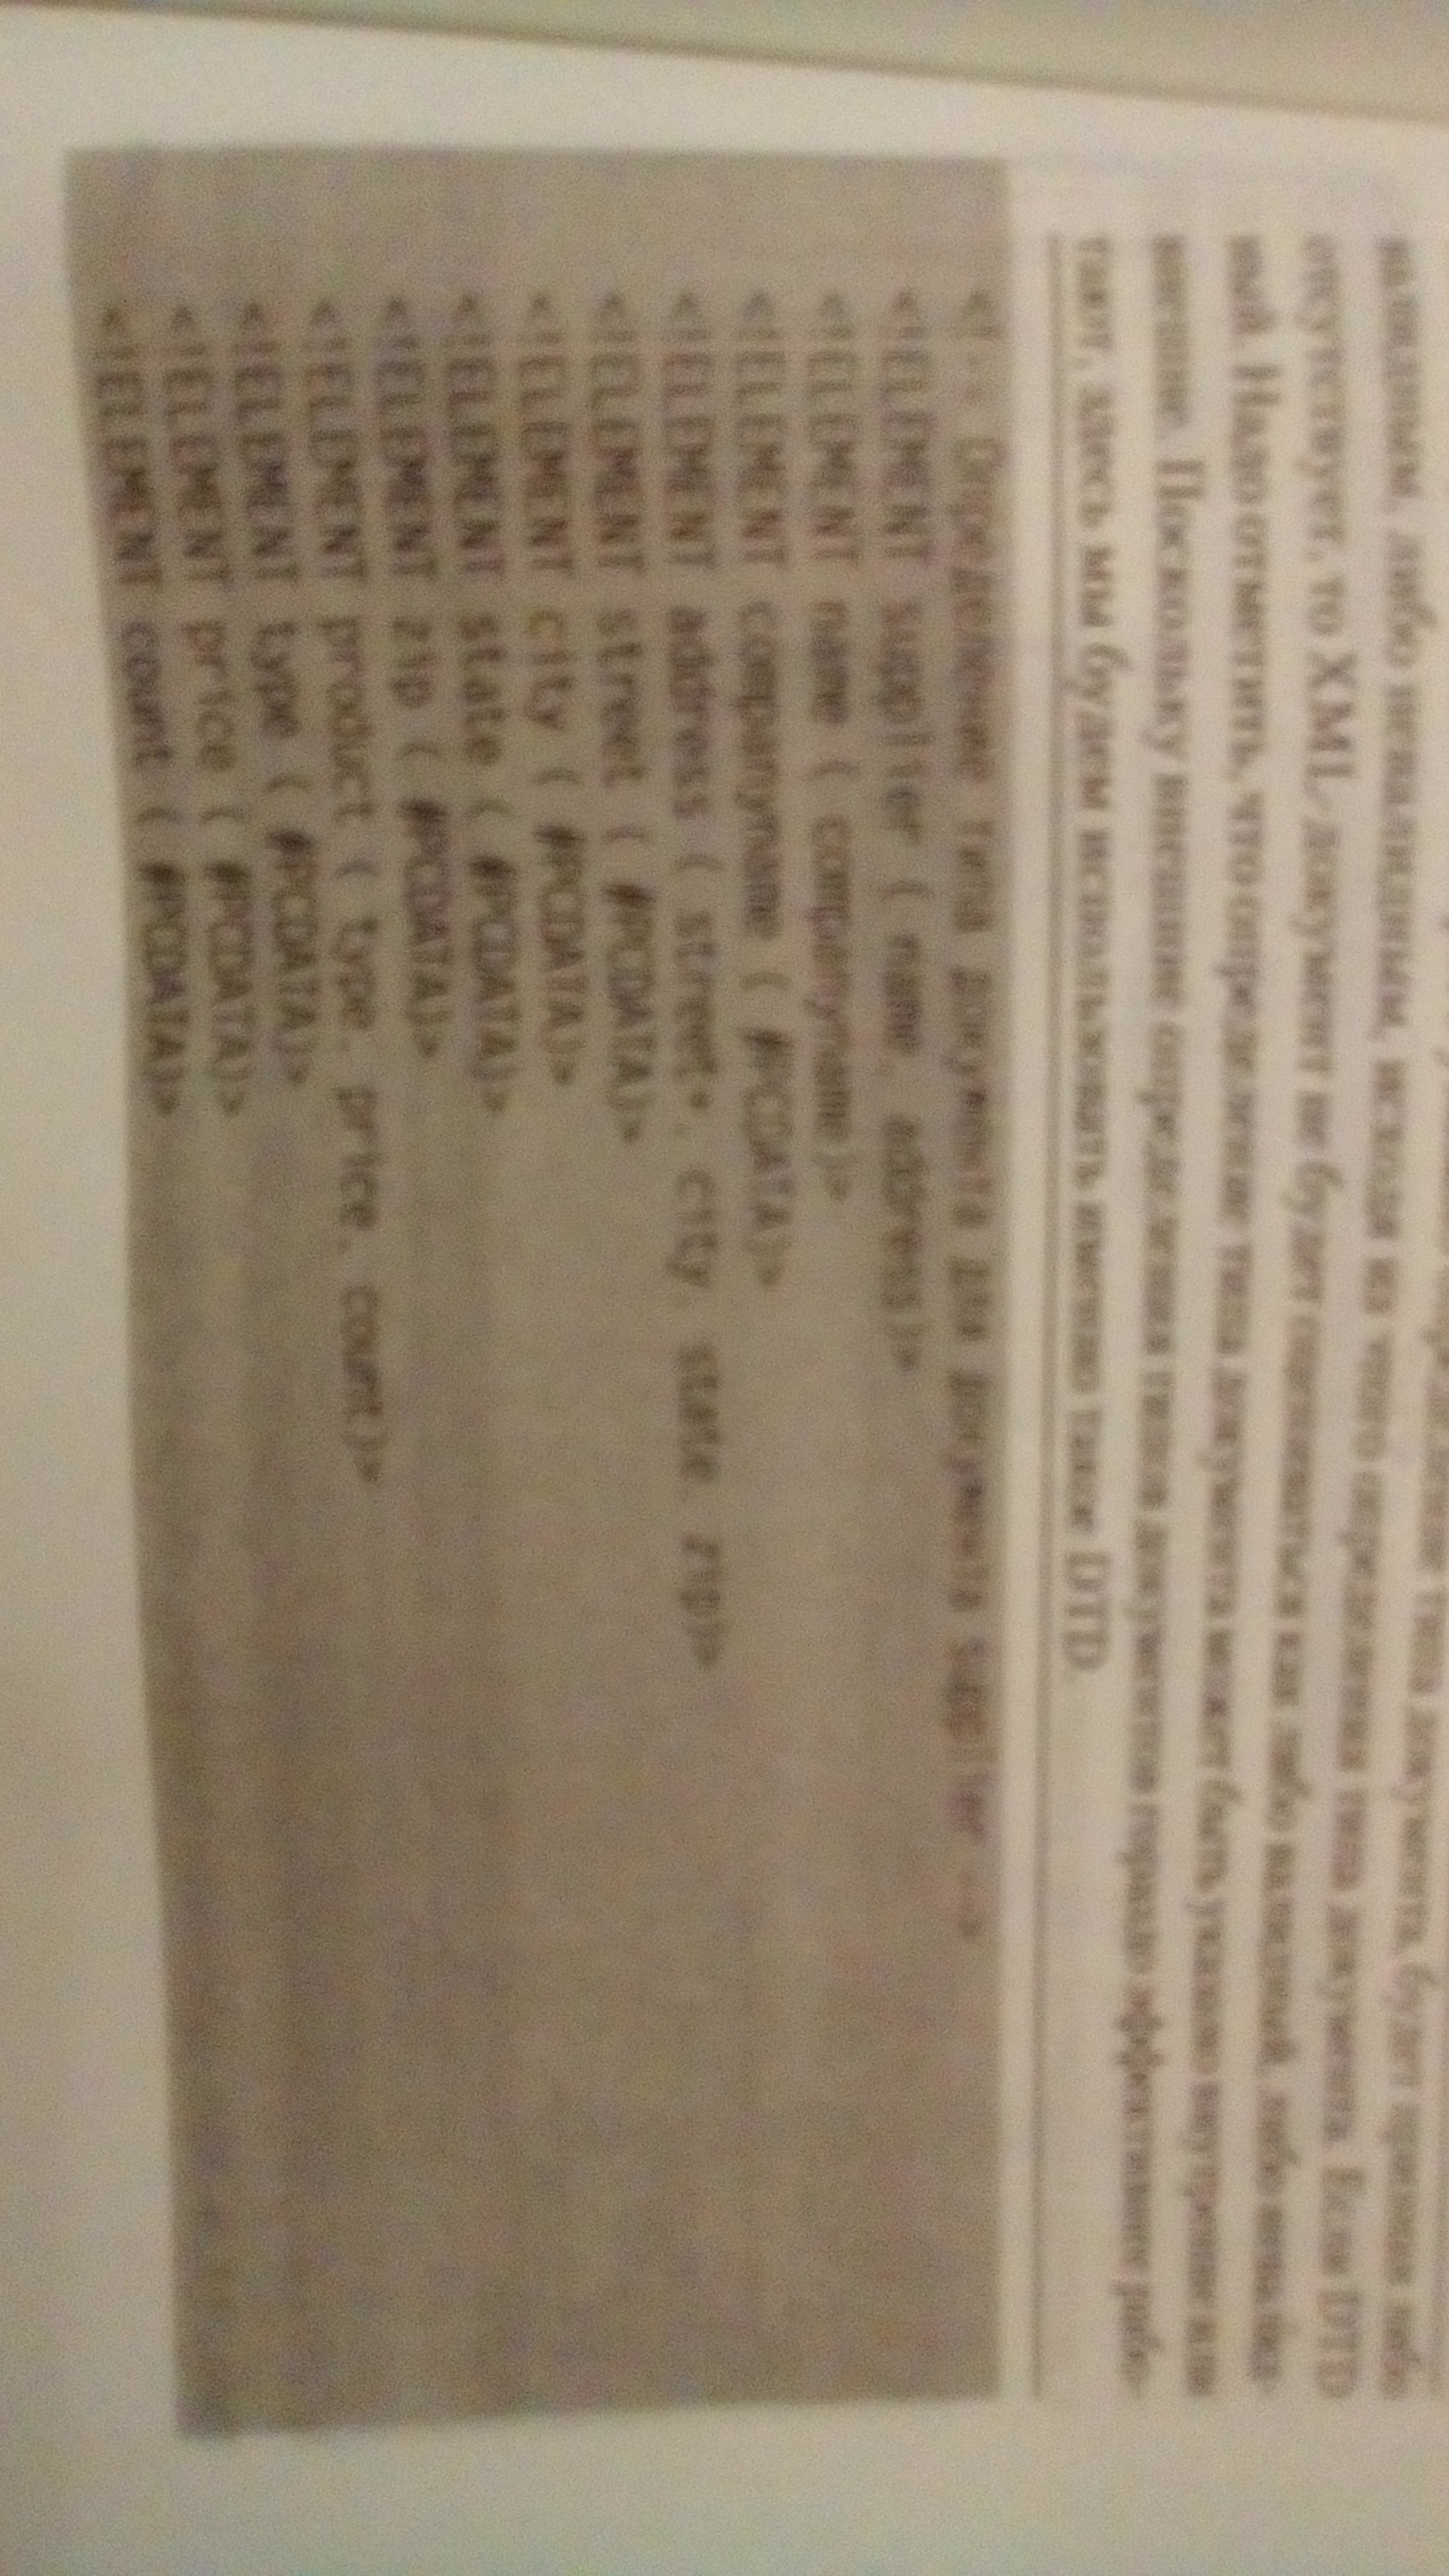 определение типа документа, будет признан либо
валидным, либо невалидным, исходя из этого определения типа документа. Если DTD
отсутствует, то XML-документ не будет оцениваться как либо валидный, либо невалид-
ный. Надо отметить, что определение типа документа может быть указано внутренне или
внешне. Поскольку внешние определения типов документов гораздо эффективнее рабо-
тают, здесь мы будем использовать именно такое DTD.
<!-- Определение типа документа для документа supplier -->
<!ELEMENT supplier ( name, address)>
<!ELEMENT name ( companyname)>
<!ELEMENT companyname ( #PCDATA)>
<!ELEMENT address ( street+, city, state, zip)>
<!ELEMENT street ( #PCDATA)>
<!ELEMENT city ( #PCDATA)>
<!ELEMENT state ( #PCDATA)>
<!ELEMENT zip ( #PCDATA)>
<!ELEMENT product ( type, price, count)>
<!ELEMENT type ( #PCDATA)>
<!ELEMENT price ( #PCDATA)>
<!ELEMENT count ( #PCDATA)>